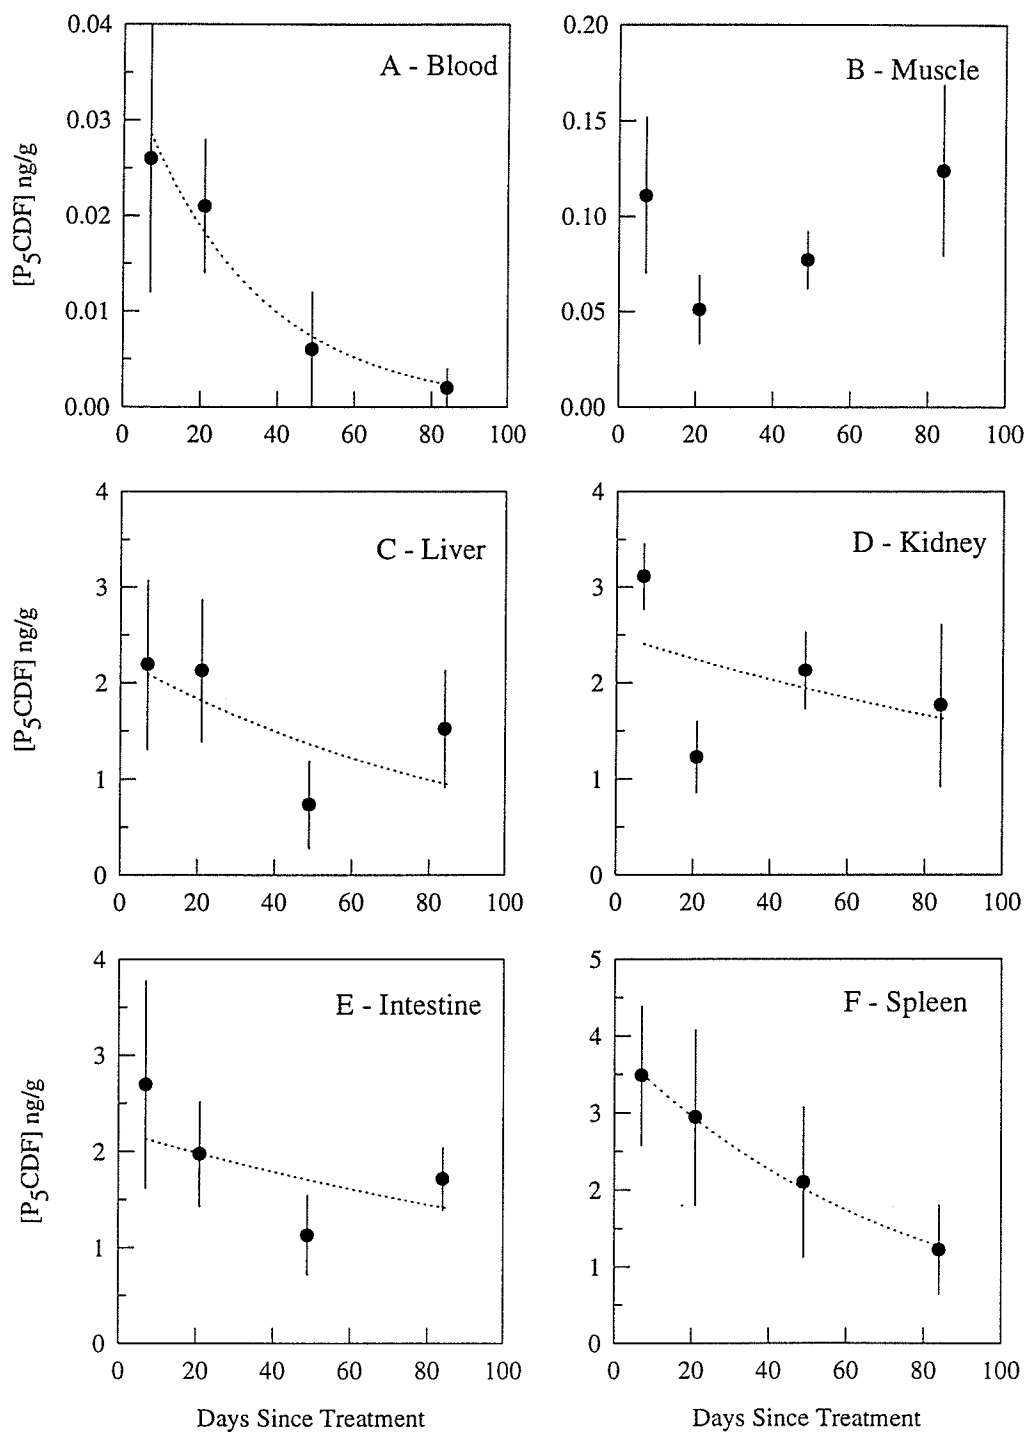 A - Blood
[P5CDF] ng/g
0.04
0.03
0.02
0.01
0.00
0 20 40 60 80 100
B - Muscle
0.20
0.15
0.10
0.05
0.00
0 20 40 60 80 100
C - Liver
[P5CDF] ng/g
4
3
2
1
0
0 20 40 60 80 100
D - Kidney
4
3
2
1
0
0 20 40 60 80 100
E - Intestine
[P5CDF] ng/g
4
3
2
1
0
0 20 40 60 80 100
Days Since Treatment
F - Spleen
5
4
3
2
1
0
0 20 40 60 80 100
Days Since Treatment